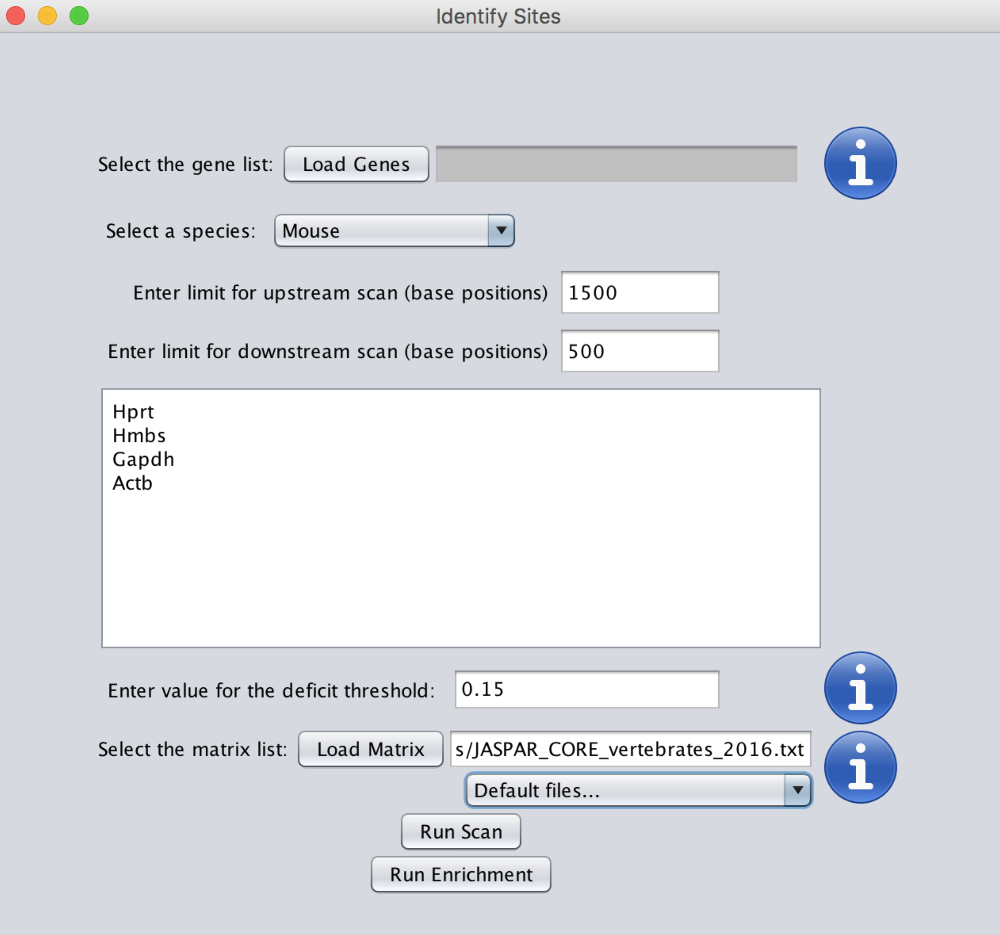 Identify Sites
Select the gene list: Load Genes
Select a species: Mouse
Enter limit for upstream scan (base positions) 1500
Enter limit for downstream scan (base positions) 500
Hprt
Hmbs
Gapdh
Actb
Enter value for the deficit threshold: 0.15
Select the matrix list: Load Matrix s/JASPAR_CORE_vertebrates_2016.txt
Default files...
Run Scan
Run Enrichment